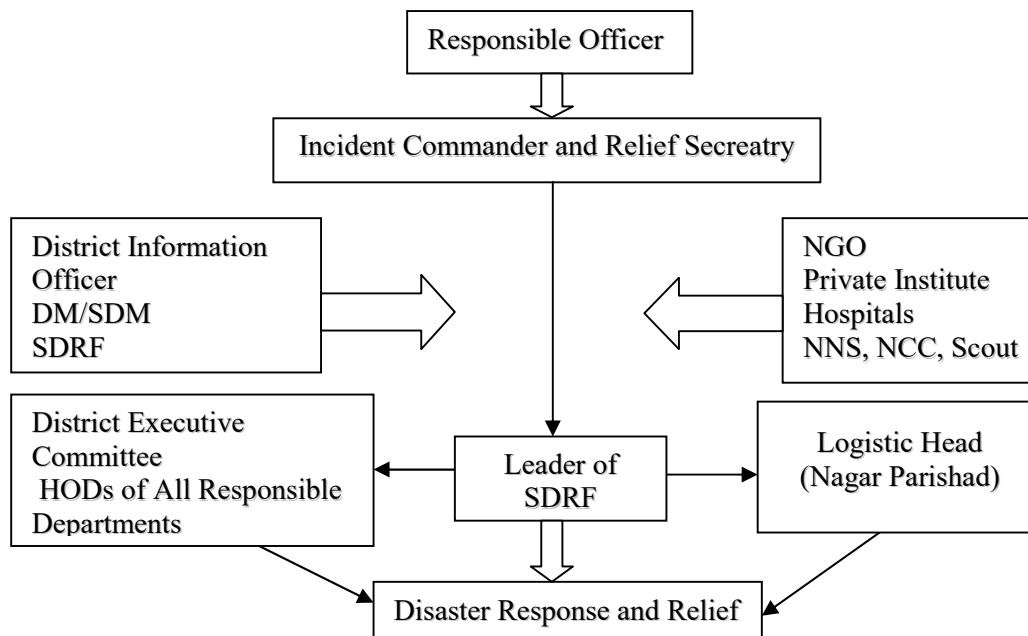 Responsible Officer
Incident Commander and Relief Secreatry
District Information
Officer
DM/SDM
SDRF
NGO
Private Institute
Hospitals
NNS, NCC, Scout
District Executive
Committee
HODs of All Responsible
Departments
Leader of
SDRF
Logistic Head
(Nagar Parishad)
Disaster Response and Relief